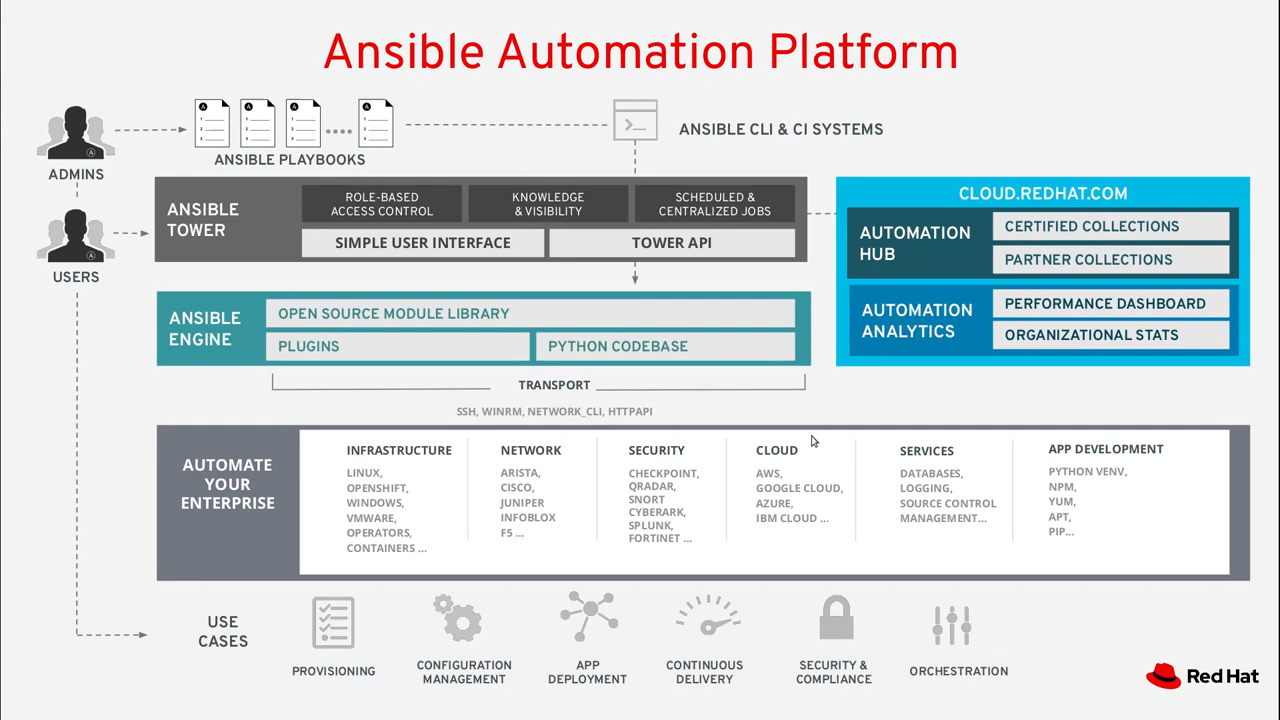 Ansible Automation Platform
ANSIBLE PLAYBOOKS
ANSIBLE CLI & CI SYSTEMS
ADMINS
USERS
ANSIBLE
TOWER
ROLE-BASED
ACCESS CONTROL
KNOWLEDGE
& VISIBILITY
SCHEDULED &
CENTRALIZED JOBS
SIMPLE USER INTERFACE
TOWER API
CLOUD.REDHAT.COM
AUTOMATION
HUB
CERTIFIED COLLECTIONS
PARTNER COLLECTIONS
AUTOMATION
ANALYTICS
PERFORMANCE DASHBOARD
ORGANIZATIONAL STATS
ANSIBLE
ENGINE
OPEN SOURCE MODULE LIBRARY
PLUGINS
PYTHON CODEBASE
TRANSPORT
SSH, WINRM, NETWORK_CLI, HTTPAPI
AUTOMATE
YOUR
ENTERPRISE
INFRASTRUCTURE
LINUX,
OPENSHIFT,
WINDOWS,
VMWARE,
OPERATORS,
CONTAINERS ...
NETWORK
ARISTA,
CISCO,
JUNIPER
INFOBLOX
F5 ...
SECURITY
CHECKPOINT,
QRADAR,
SNORT
CYBERARK,
SPLUNK,
FORTINET ...
CLOUD
AWS,
GOOGLE CLOUD,
AZURE,
IBM CLOUD ...
SERVICES
DATABASES,
LOGGING,
SOURCE CONTROL
MANAGEMENT...
APP DEVELOPMENT
PYTHON VENV,
NPM,
YUM,
APT,
PIP...
USE
CASES
PROVISIONING
CONFIGURATION
MANAGEMENT
APP
DEPLOYMENT
CONTINUOUS
DELIVERY
SECURITY &
COMPLIANCE
ORCHESTRATION
Red Hat